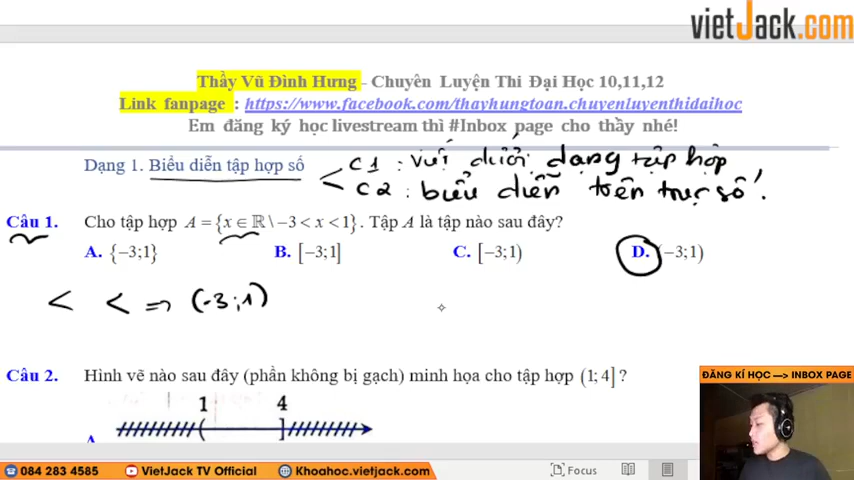 vietJack.com
Thầy Vũ Đình Hưng - Chuyên Luyện Thi Đại Học 10,11,12
Link fanpage : https://www.facebook.com/thayhungtoan.chuyenluyenthidaihoc
Em đăng ký học livestream thì #Inbox page cho thầy nhé!
Dạng 1. Biểu diễn tập hợp số
C1 : viết dưới dạng tập hợp
C2 : biểu diễn trên trục số !
Câu 1. Cho tập hợp A = {x ∈ ℝ \ −3 < x < 1} . Tập A là tập nào sau đây?
A. {−3;1} B. [−3;1] C. [−3;1) D. (−3;1)
< < => (-3;1)
Câu 2. Hình vẽ nào sau đây (phần không bị gạch) minh họa cho tập hợp (1;4] ?
1 4
A
ĐĂNG KÍ HỌC —> INBOX PAGE
084 283 4585 VietJack TV Official Khoahoc.vietjack.com Focus